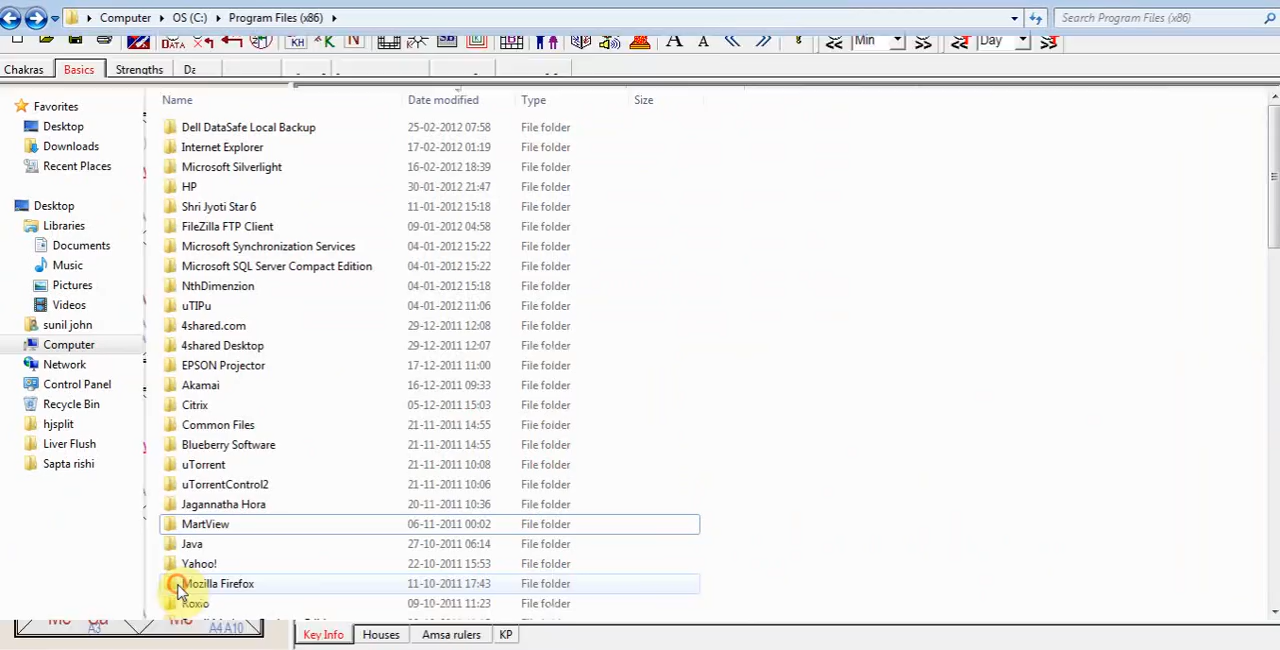 Computer OS (C:) Program Files (x86) Search Program Files (x86)
DATA KH K N SB A A Min Day
Chakras Basics Strengths Da
Name Date modified Type Size
Favorites
Desktop
Downloads
Recent Places
Desktop
Libraries
Documents
Music
Pictures
Videos
sunil john
Computer
Network
Control Panel
Recycle Bin
hjsplit
Liver Flush
Sapta rishi
Dell DataSafe Local Backup 25-02-2012 07:58 File folder
Internet Explorer 17-02-2012 01:19 File folder
Microsoft Silverlight 16-02-2012 18:39 File folder
HP 30-01-2012 21:47 File folder
Shri Jyoti Star 6 11-01-2012 15:18 File folder
FileZilla FTP Client 09-01-2012 04:58 File folder
Microsoft Synchronization Services 04-01-2012 15:22 File folder
Microsoft SQL Server Compact Edition 04-01-2012 15:22 File folder
NthDimenzion 04-01-2012 15:18 File folder
uTIPu 04-01-2012 11:06 File folder
4shared.com 29-12-2011 12:08 File folder
4shared Desktop 29-12-2011 12:07 File folder
EPSON Projector 17-12-2011 11:00 File folder
Akamai 16-12-2011 09:33 File folder
Citrix 05-12-2011 15:03 File folder
Common Files 21-11-2011 14:55 File folder
Blueberry Software 21-11-2011 14:55 File folder
uTorrent 21-11-2011 10:08 File folder
uTorrentControl2 21-11-2011 10:06 File folder
Jagannatha Hora 20-11-2011 10:36 File folder
MartView 06-11-2011 00:02 File folder
Java 27-10-2011 06:14 File folder
Yahoo! 22-10-2011 15:53 File folder
Mozilla Firefox 11-10-2011 17:43 File folder
Roxio 09-10-2011 11:23 File folder
A3 A4 A10
Key Info Houses Amsa rulers KP